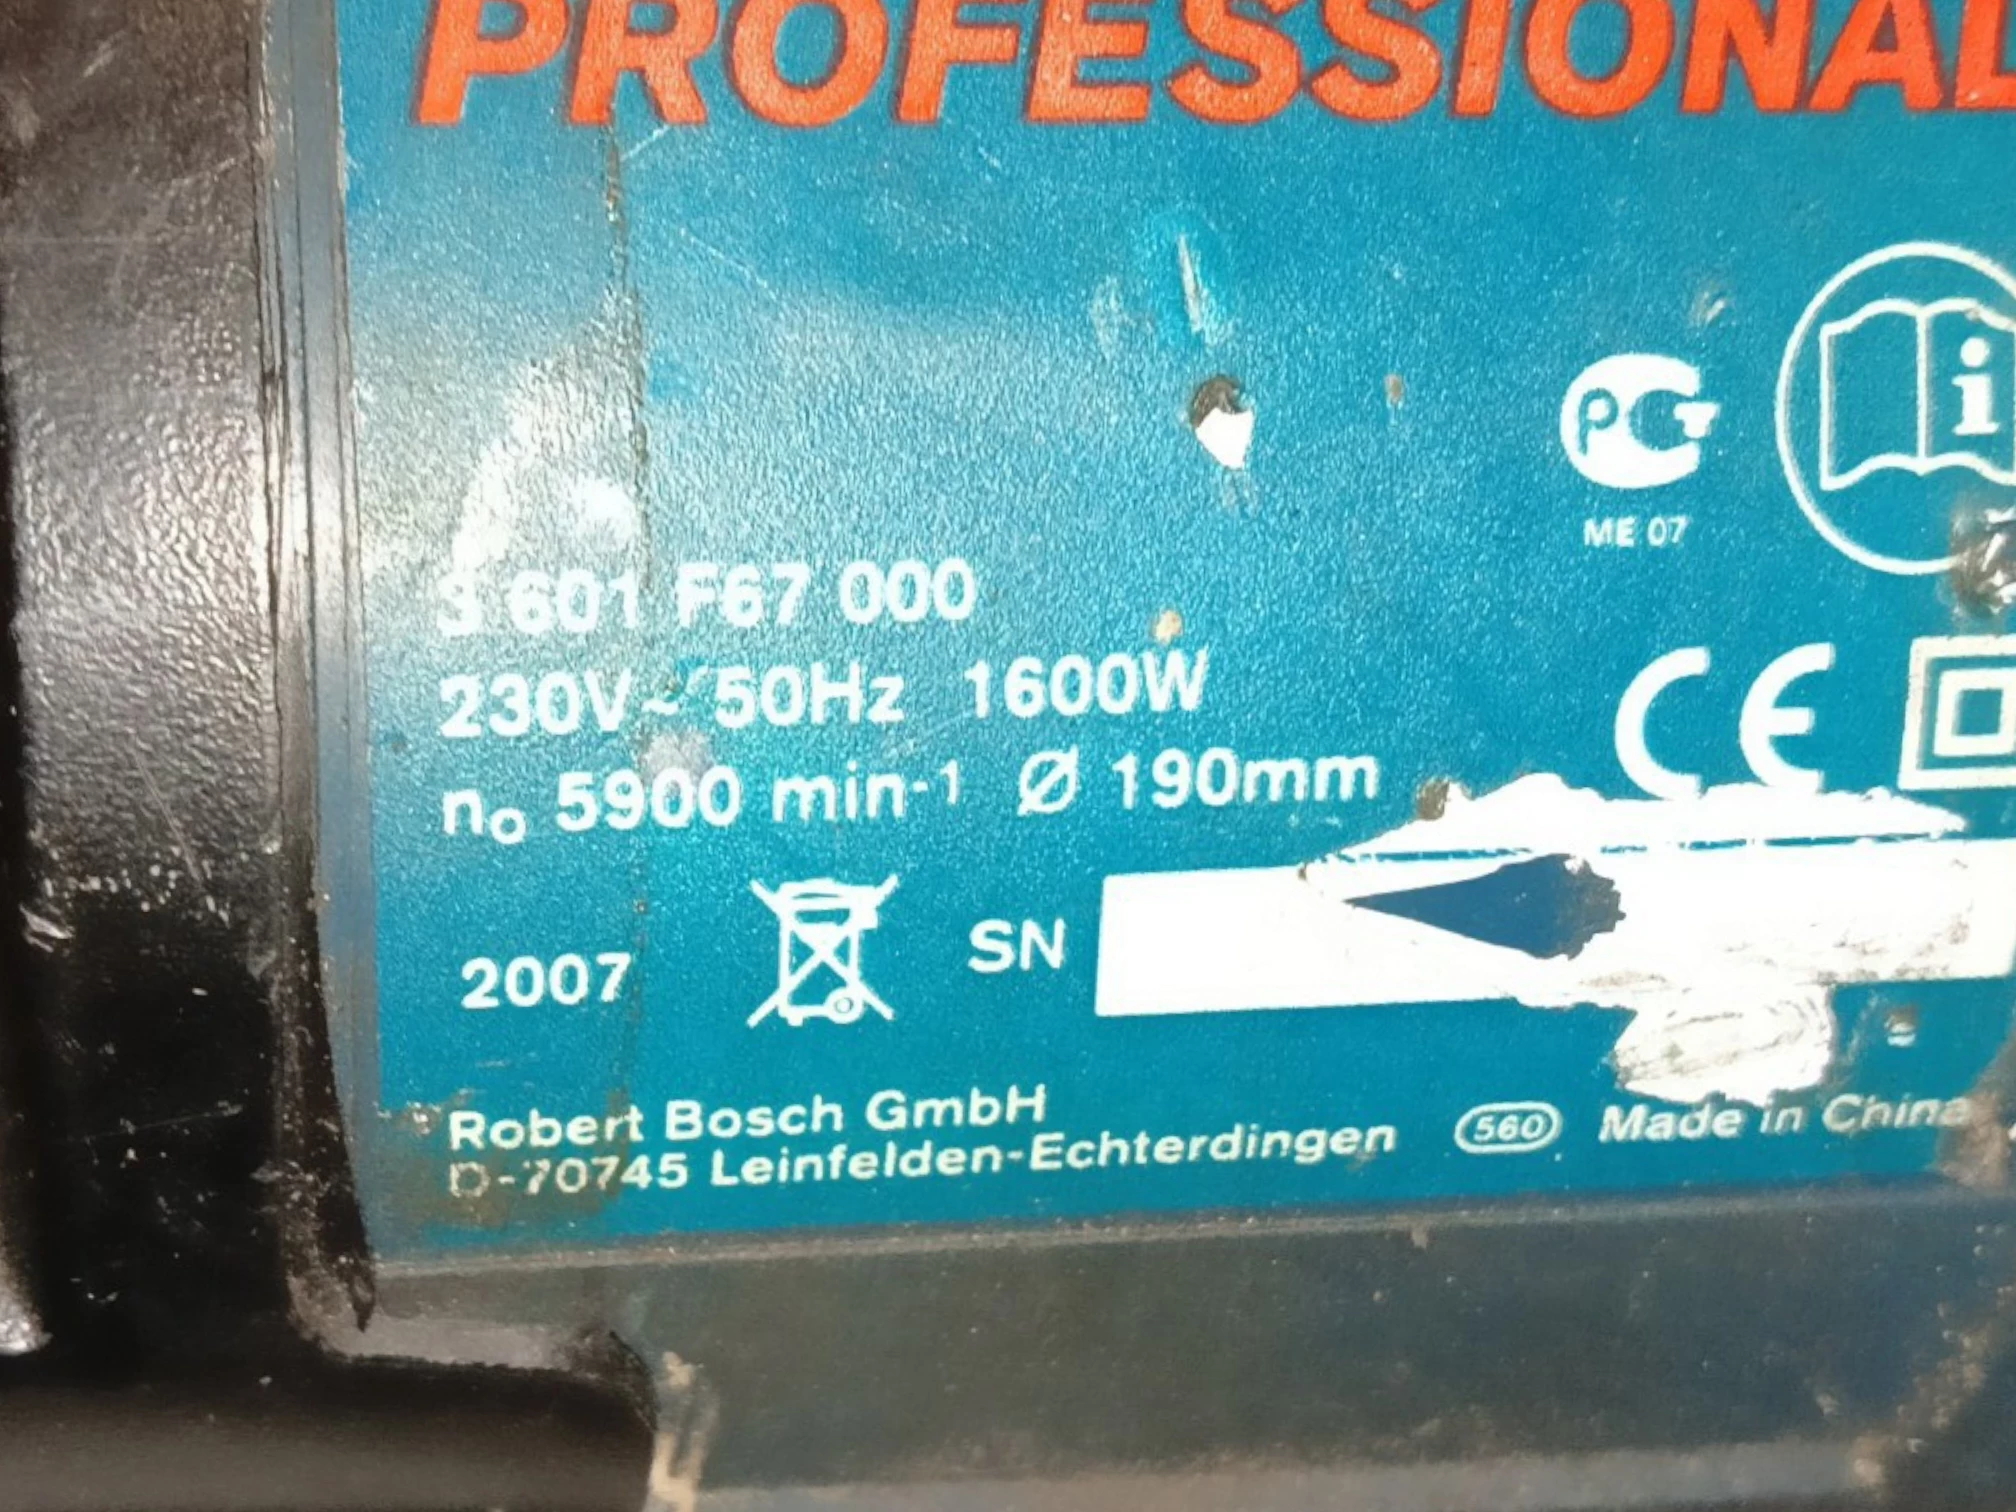 PROFESSIONAL
PG
i
ME 07
3 601 F67 000
230V~ 50Hz 1600W
CE
no 5900 min-1 Ø 190mm
2007
SN
Robert Bosch GmbH
D-70745 Leinfelden-Echterdingen
560
Made in China